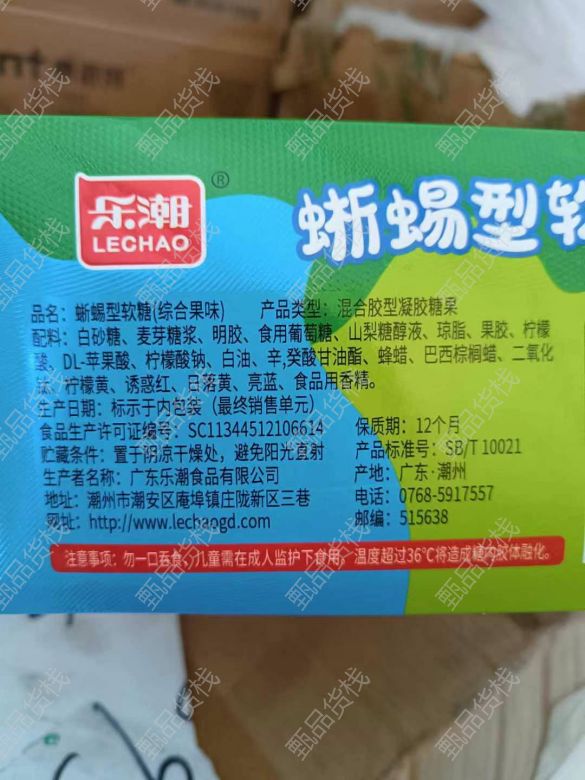 乐潮®
LECHAO
蜥蜴型软
品名：蜥蜴型软糖(综合果味) 产品类型：混合胶型凝胶糖果
配料：白砂糖、麦芽糖浆、明胶、食用葡萄糖、山梨糖醇液、琼脂、果胶、柠檬
酸、DL-苹果酸、柠檬酸钠、白油、辛,癸酸甘油酯、蜂蜡、巴西棕榈蜡、二氧化
钛、柠檬黄、诱惑红、日落黄、亮蓝、食品用香精。
生产日期：标示于内包装（最终销售单元）
食品生产许可证编号：SC11344512106614 保质期：12个月
贮藏条件：置于阴凉干燥处，避免阳光直射 产品标准号：SB/T 10021
生产者名称：广东乐潮食品有限公司 产地：广东·潮州
地址：潮州市潮安区庵埠镇庄陇新区三巷 电话：0768-5917557
网址：http://www.lechaogd.com 邮编：515638
注意事项：勿一口吞食、儿童需在成人监护下食用。温度超过36℃将造成糖肉胶体融化。
甄品货栈